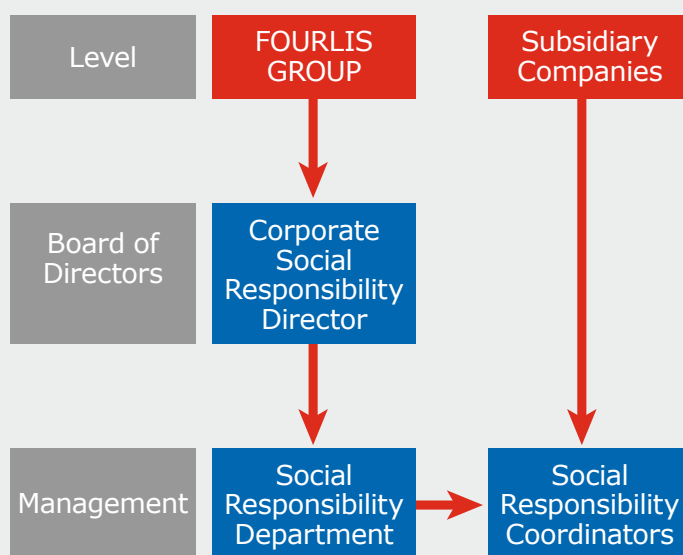 Level
FOURLIS
GROUP
Subsidiary
Companies
Board of
Directors
Corporate
Social
Responsibility
Director
Management
Social
Responsibility
Department
Social
Responsibility
Coordinators